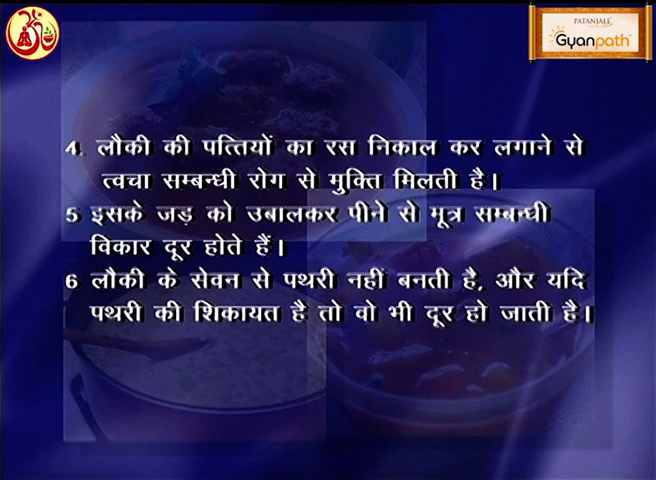 PATANJALI
Gyanpath
4. लौकी की पत्तियों का रस निकाल कर लगाने से
त्वचा सम्बन्धी रोग से मुक्ति मिलती है।
5 इसके जड़ को उबालकर पीने से मूत्र सम्बन्धी
विकार दूर होते हैं।
6 लौकी के सेवन से पथरी नहीं बनती है, और यदि
पथरी की शिकायत है तो वो भी दूर हो जाती है।